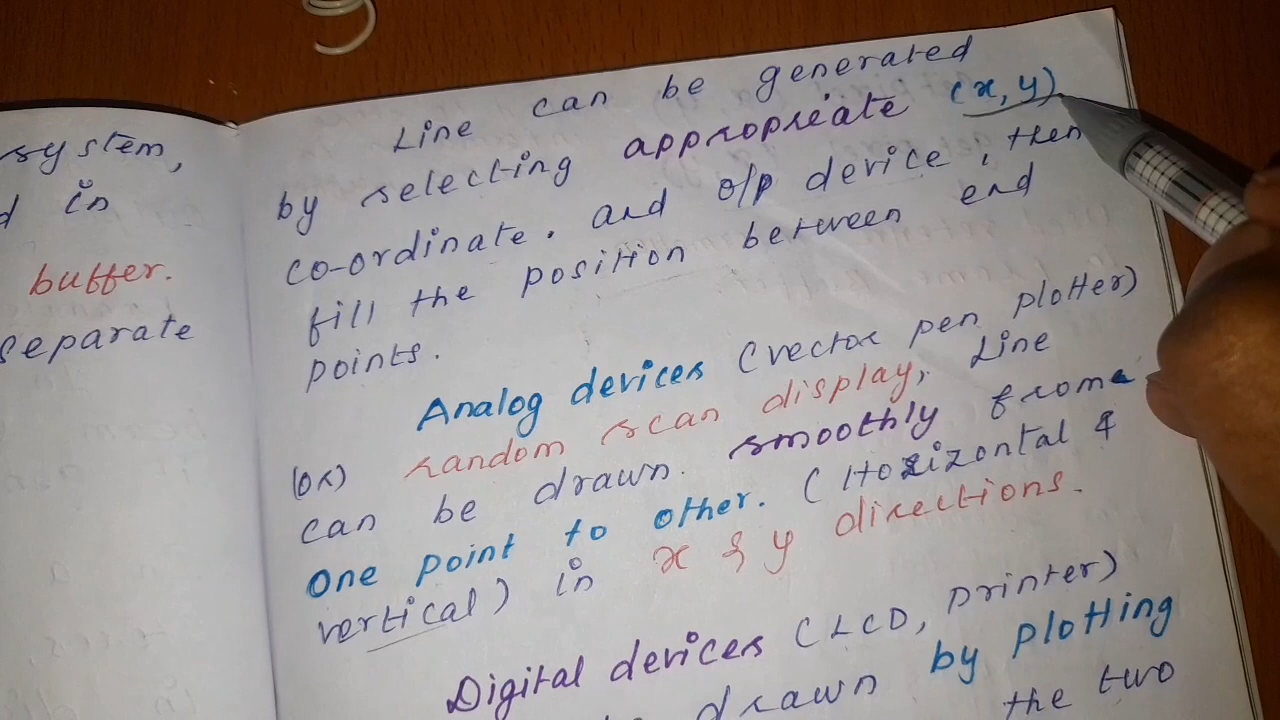 system,
d in
buffer.
separate
Line can be generated
by selecting appropriate (x, y)
co-ordinate. and o/p device, then
fill the position between end
points.
Analog devices (vector pen plotter)
(or) random scan display, Line
can be drawn smoothly from a
one point to other. (Horizontal &
vertical) in x & y directions.
Digital devices (LCD, printer)
drawn by plotting
the two